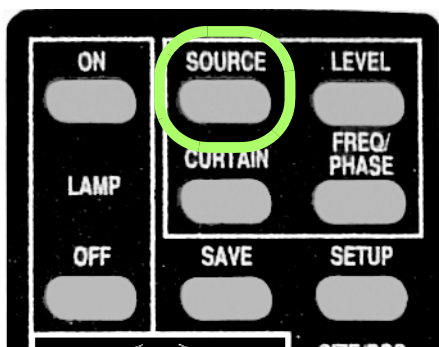 ON
SOURCE
LEVEL
CURTAIN
FREQ/
PHASE
LAMP
OFF
SAVE
SETUP